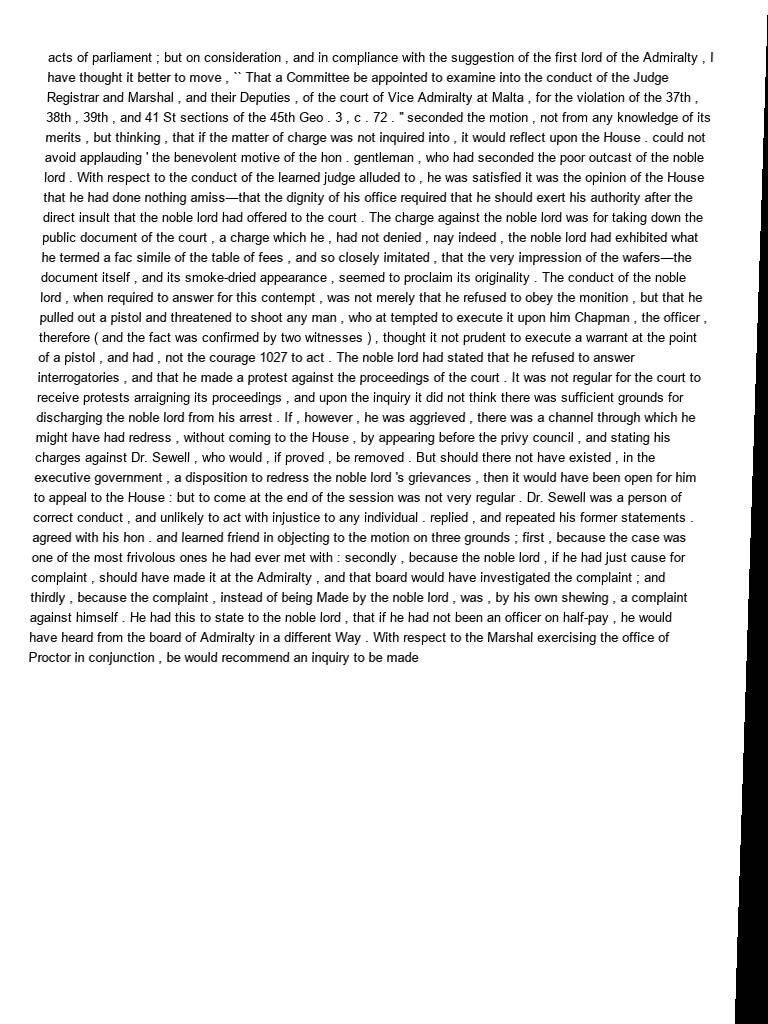 acts of parliament ; but on consideration , and in compliance with the suggestion of the first lord of the Admiralty , I
have thought it better to move , `` That a Committee be appointed to examine into the conduct of the Judge
Registrar and Marshal , and their Deputies , of the court of Vice Admiralty at Malta , for the violation of the 37th ,
38th , 39th , and 41 St sections of the 45th Geo . 3 , c . 72 . " seconded the motion , not from any knowledge of its
merits , but thinking , that if the matter of charge was not inquired into , it would reflect upon the House . could not
avoid applauding ' the benevolent motive of the hon . gentleman , who had seconded the poor outcast of the noble
lord . With respect to the conduct of the learned judge alluded to , he was satisfied it was the opinion of the House
that he had done nothing amiss—that the dignity of his office required that he should exert his authority after the
direct insult that the noble lord had offered to the court . The charge against the noble lord was for taking down the
public document of the court , a charge which he , had not denied , nay indeed , the noble lord had exhibited what
he termed a fac simile of the table of fees , and so closely imitated , that the very impression of the wafers—the
document itself , and its smoke-dried appearance , seemed to proclaim its originality . The conduct of the noble
lord , when required to answer for this contempt , was not merely that he refused to obey the monition , but that he
pulled out a pistol and threatened to shoot any man , who at tempted to execute it upon him Chapman , the officer ,
therefore ( and the fact was confirmed by two witnesses ) , thought it not prudent to execute a warrant at the point
of a pistol , and had , not the courage 1027 to act . The noble lord had stated that he refused to answer
interrogatories , and that he made a protest against the proceedings of the court . It was not regular for the court to
receive protests arraigning its proceedings , and upon the inquiry it did not think there was sufficient grounds for
discharging the noble lord from his arrest . If , however , he was aggrieved , there was a channel through which he
might have had redress , without coming to the House , by appearing before the privy council , and stating his
charges against Dr. Sewell , who would , if proved , be removed . But should there not have existed , in the
executive government , a disposition to redress the noble lord 's grievances , then it would have been open for him
to appeal to the House : but to come at the end of the session was not very regular . Dr. Sewell was a person of
correct conduct , and unlikely to act with injustice to any individual . replied , and repeated his former statements .
agreed with his hon . and learned friend in objecting to the motion on three grounds ; first , because the case was
one of the most frivolous ones he had ever met with : secondly , because the noble lord , if he had just cause for
complaint , should have made it at the Admiralty , and that board would have investigated the complaint ; and
thirdly , because the complaint , instead of being Made by the noble lord , was , by his own shewing , a complaint
against himself . He had this to state to the noble lord , that if he had not been an officer on half-pay , he would
have heard from the board of Admiralty in a different Way . With respect to the Marshal exercising the office of
Proctor in conjunction , be would recommend an inquiry to be made